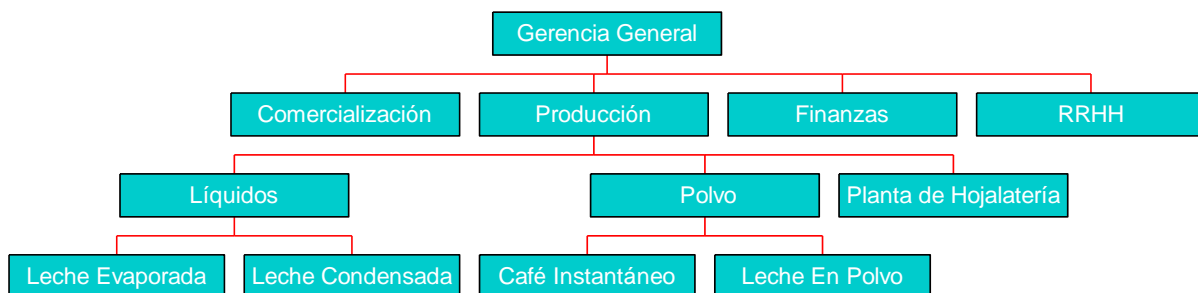 Gerencia General
Comercialización
Producción
Finanzas
RRHH
Líquidos
Polvo
Planta de Hojalatería
Leche Evaporada
Leche Condensada
Café Instantáneo
Leche En Polvo